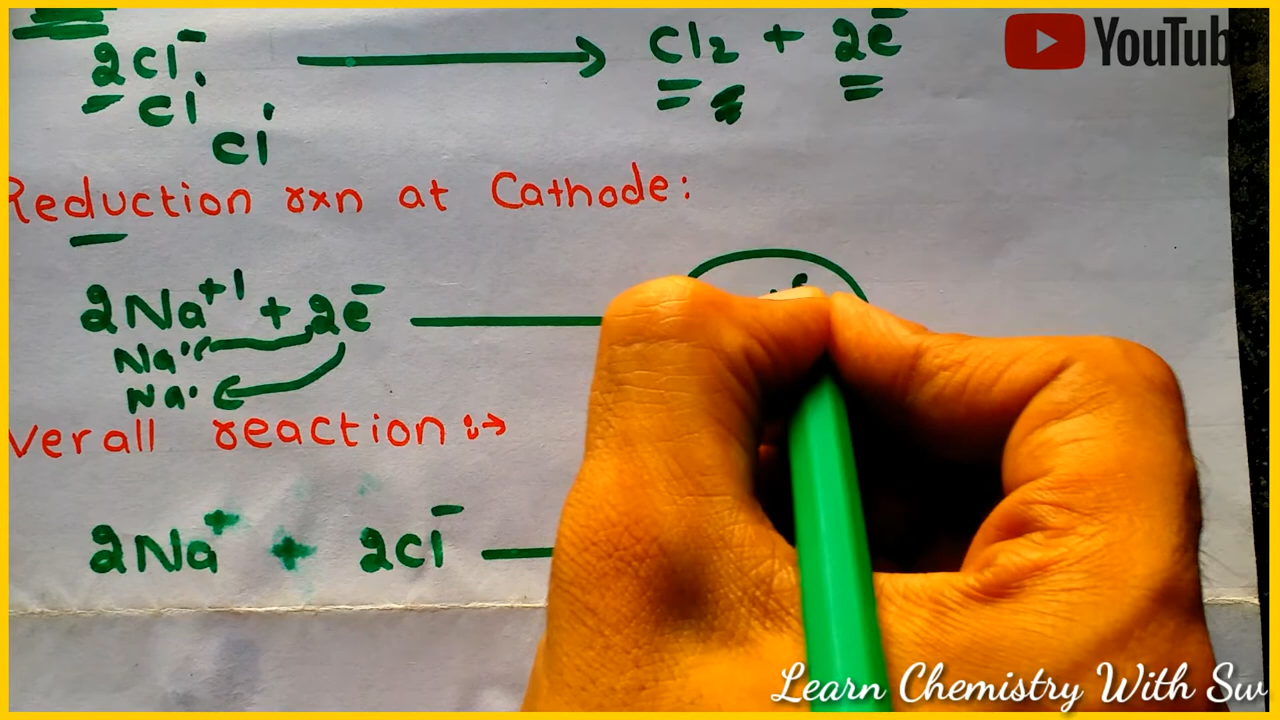 YouTube
2Cl⁻ ⟶ Cl₂ + 2e⁻
Cl
Cl
Reduction rxn at Cathode:
2Na⁺¹ + 2e⁻
Na
Na
verall reaction :→
2Na⁺ + 2Cl⁻
Learn Chemistry With Sw